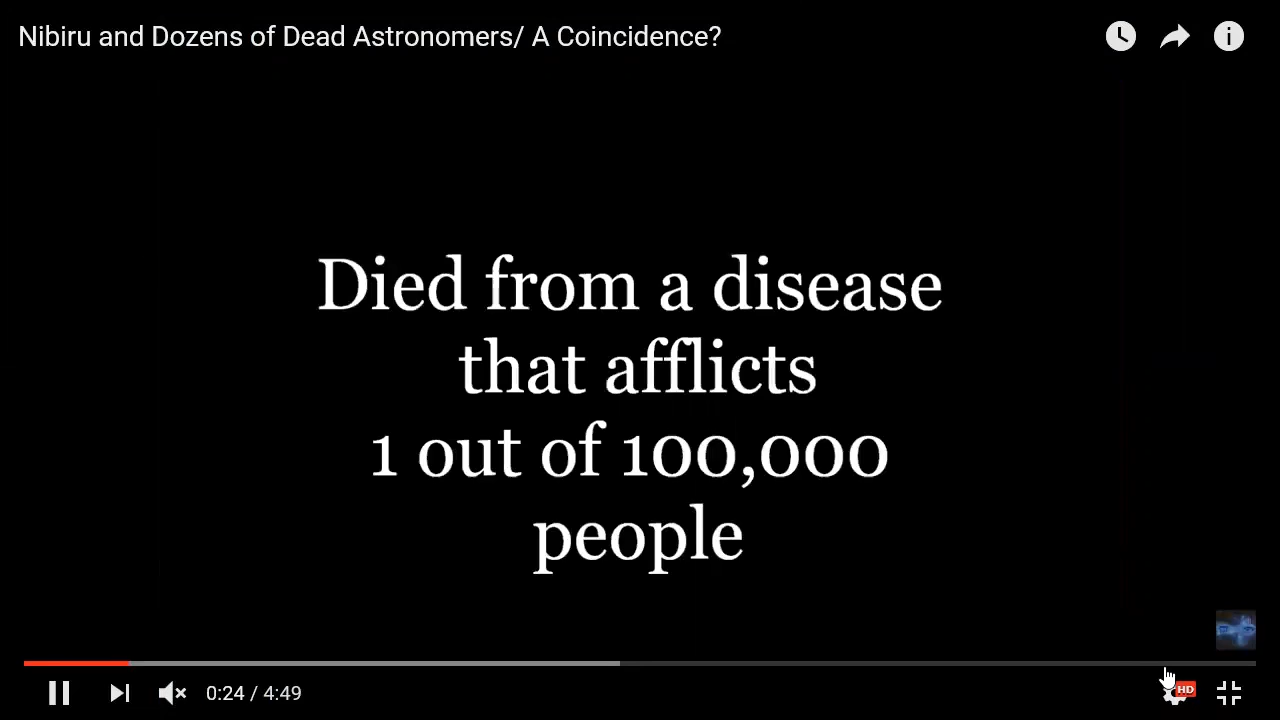 Nibiru and Dozens of Dead Astronomers/ A Coincidence?
Died from a disease
that afflicts
1 out of 100,000
people
0:24 / 4:49
HD